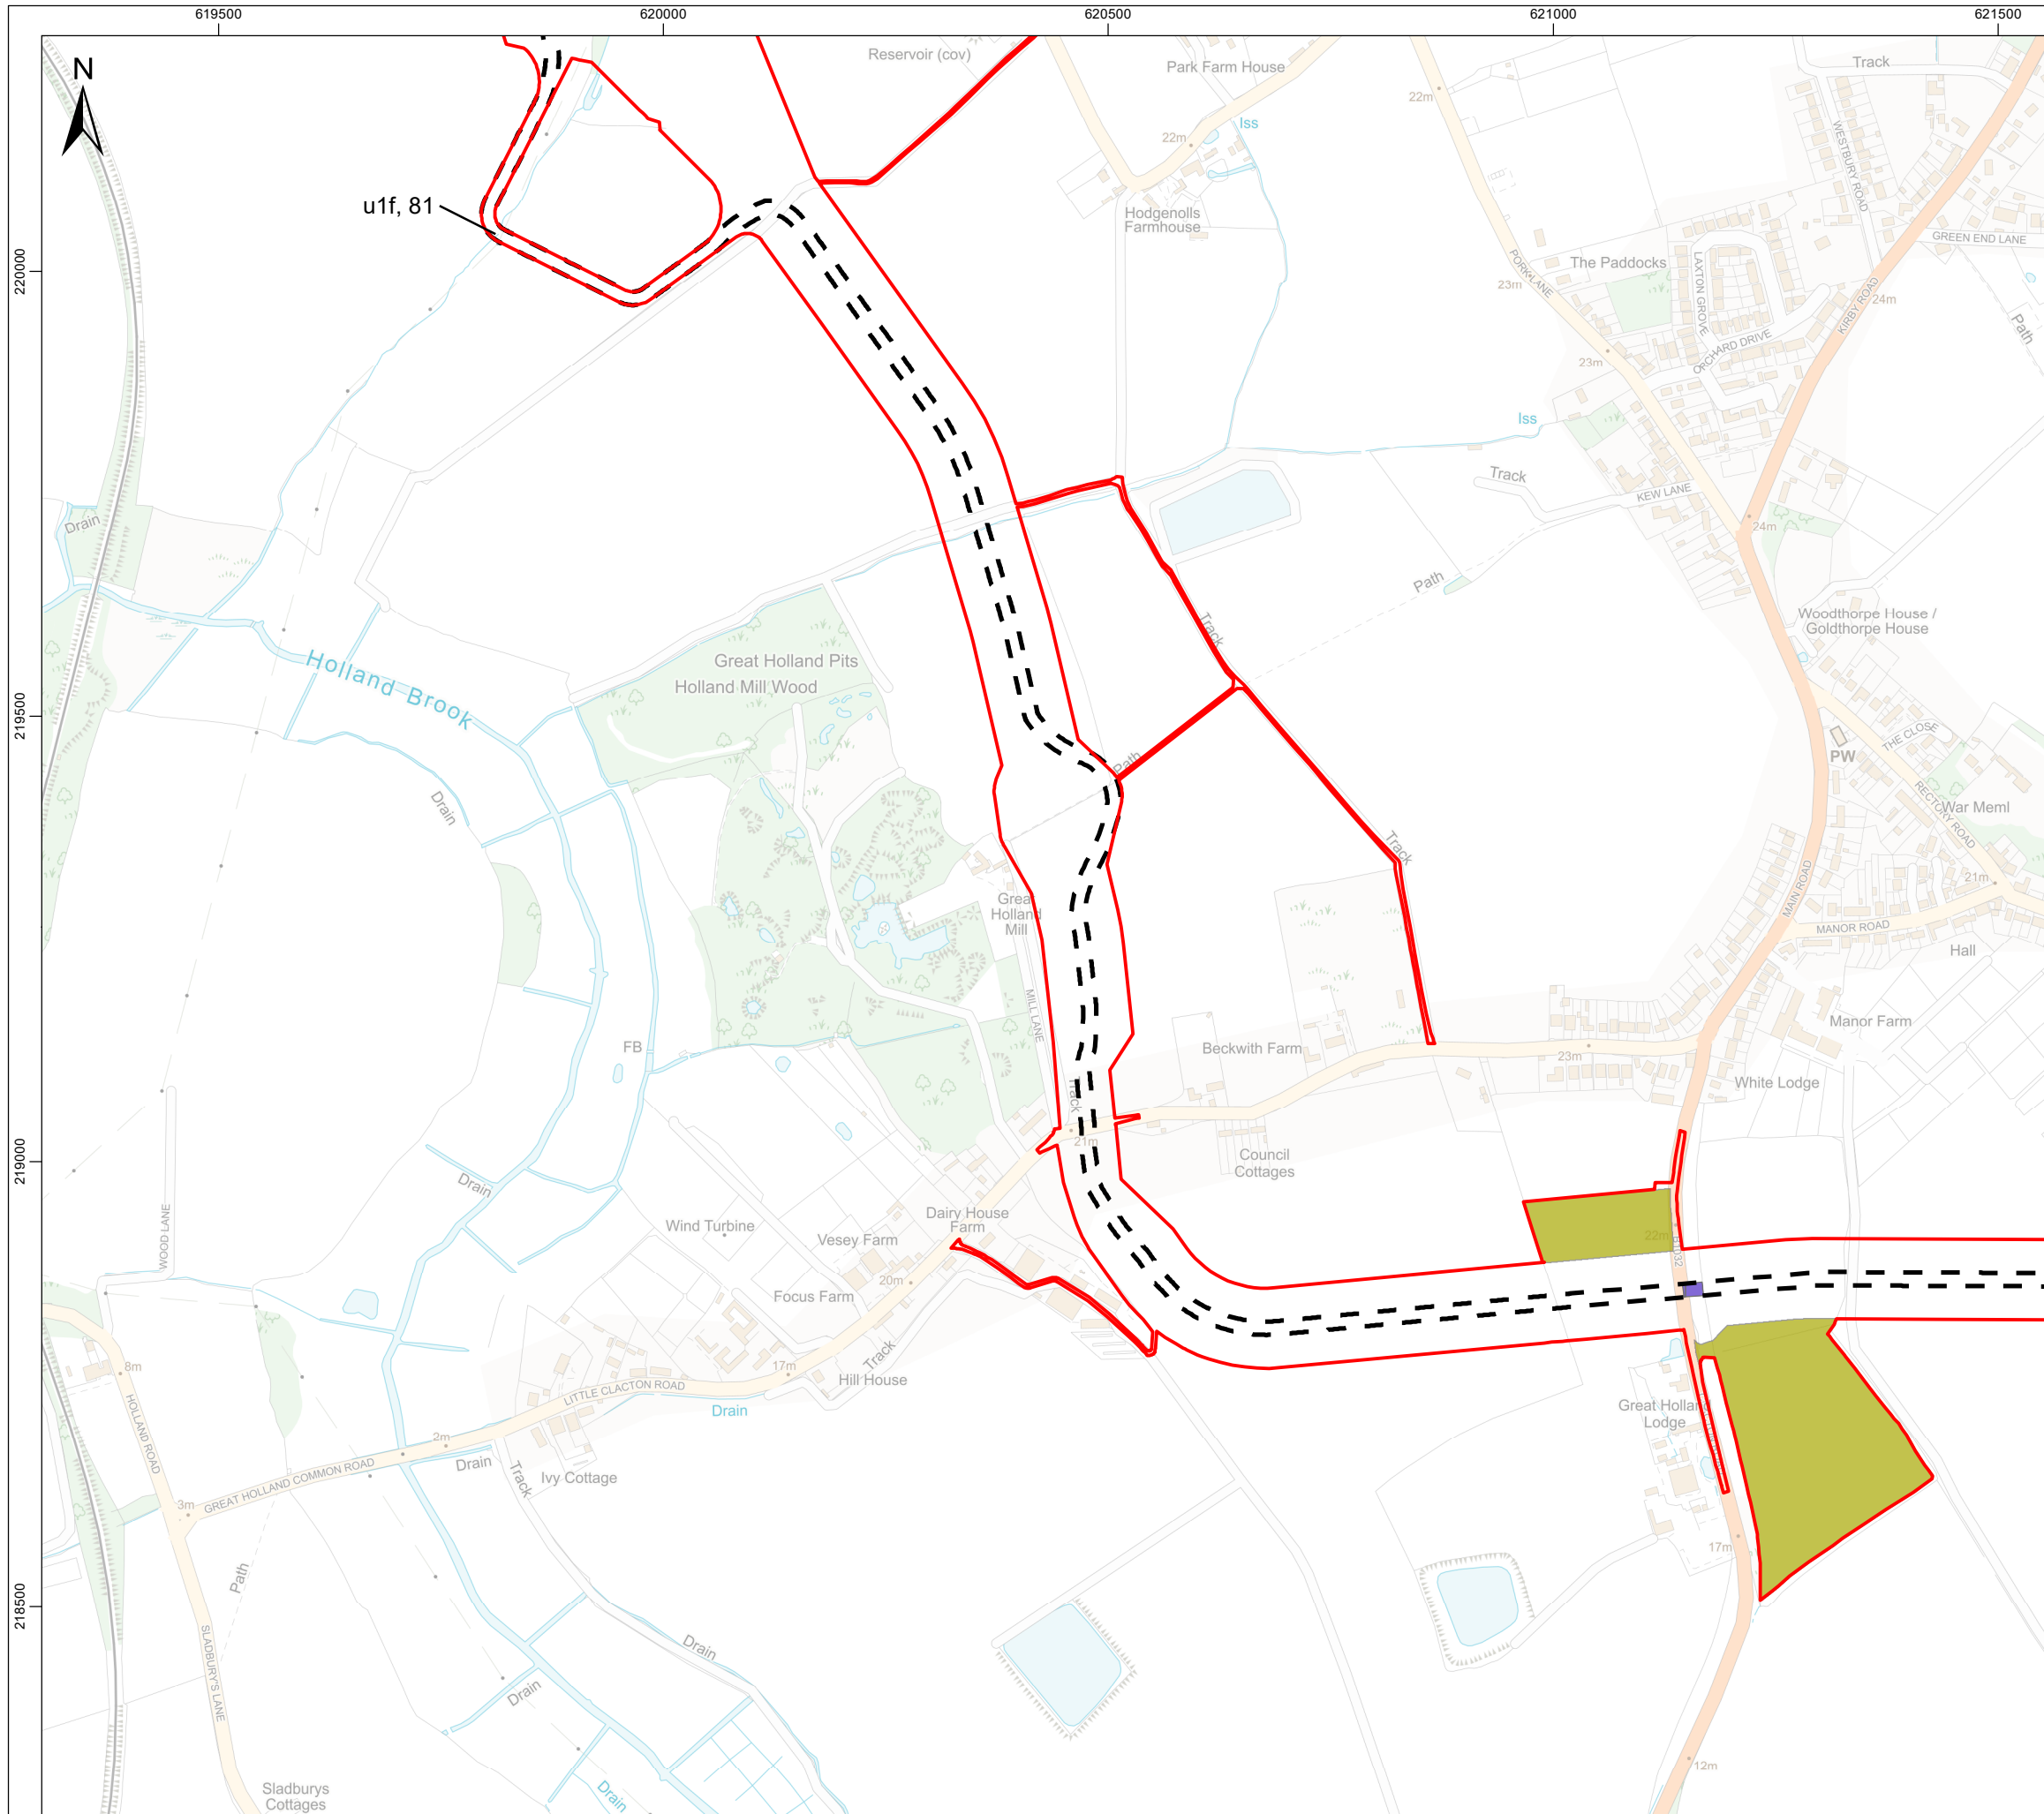 619500
620000
620500
621000
621500
N
Reservoir (cov)
Park Farm House
Track
22m
22m
Iss
WESTBURY ROAD
u1f, 81
Hodgenolls
Farmhouse
GREEN END LANE
PORK LANE
The Paddocks
LAXTON GROVE
220000
23m
24m
KIRBY ROAD
Path
ORCHARD DRIVE
23m
Iss
Track
KEW LANE
Drain
24m
Path
Woodthorpe House /
Goldthorpe House
Track
Holland Brook
Great Holland Pits
Holland Mill Wood
219500
THE CLOSE
PW
Path
RECTORY ROAD
War Meml
Drain
Track
21m
MAIN ROAD
Great
Holland
Mill
MANOR ROAD
Hall
MILL LANE
Manor Farm
FB
Beckwith Farm
23m
White Lodge
Track
21m
219000
Council
Cottages
Drain
Dairy House
Farm
WOOD LANE
Wind Turbine
Vesey Farm
22m
B1032
20m
Focus Farm
Track
8m
17m
Hill House
LITTLE CLACTON ROAD
Drain
Great Holland
Lodge
HOLLAND ROAD
2m
Drain
Ivy Cottage
GREAT HOLLAND COMMON ROAD
Track
3m
17m
218500
Path
SLADBURY'S LANE
Drain
Drain
12m
Sladburys
Cottages
Drain